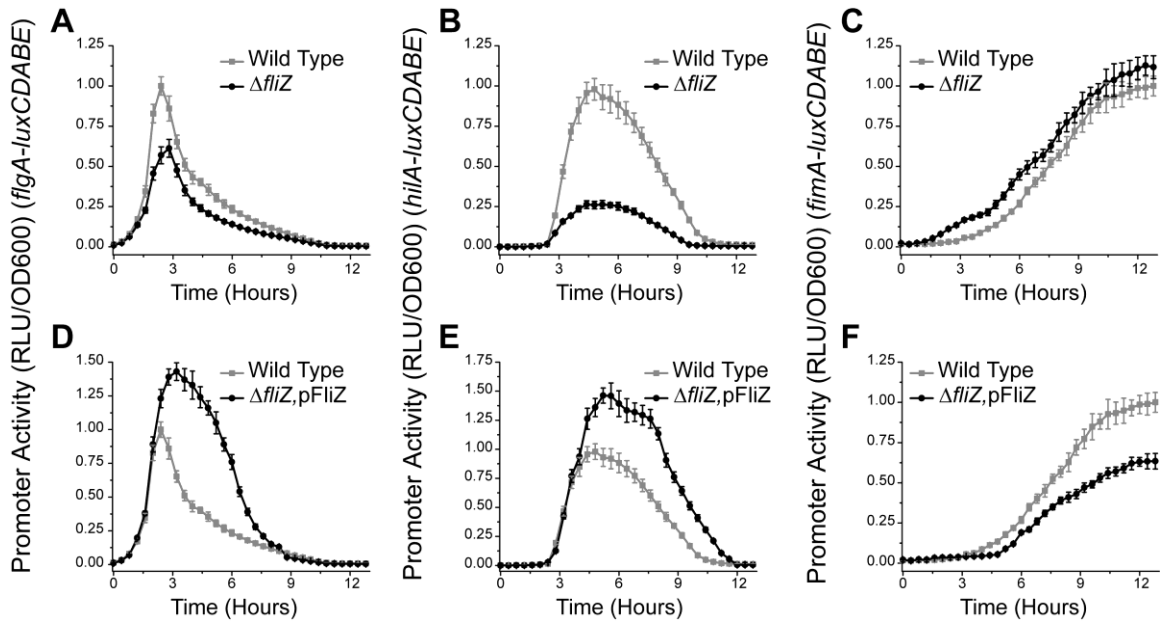 A
B
C
Promoter Activity (RLU/OD600) (flgA-luxCDABE)
1.25
1.00
0.75
0.50
0.25
0.00
Wild Type
ΔfliZ
0 3 6 9 12
Time (Hours)
Promoter Activity (RLU/OD600) (hilA-luxCDABE)
1.25
1.00
0.75
0.50
0.25
0.00
Wild Type
ΔfliZ
0 3 6 9 12
Time (Hours)
Promoter Activity (RLU/OD600) (fimA-luxCDABE)
1.25
1.00
0.75
0.50
0.25
0.00
Wild Type
ΔfliZ
0 3 6 9 12
Time (Hours)
D
1.50
1.25
1.00
0.75
0.50
0.25
0.00
Wild Type
ΔfliZ,pFliZ
0 3 6 9 12
Time (Hours)
E
1.75
1.50
1.25
1.00
0.75
0.50
0.25
0.00
Wild Type
ΔfliZ,pFliZ
0 3 6 9 12
Time (Hours)
F
1.25
1.00
0.75
0.50
0.25
0.00
Wild Type
ΔfliZ,pFliZ
0 3 6 9 12
Time (Hours)